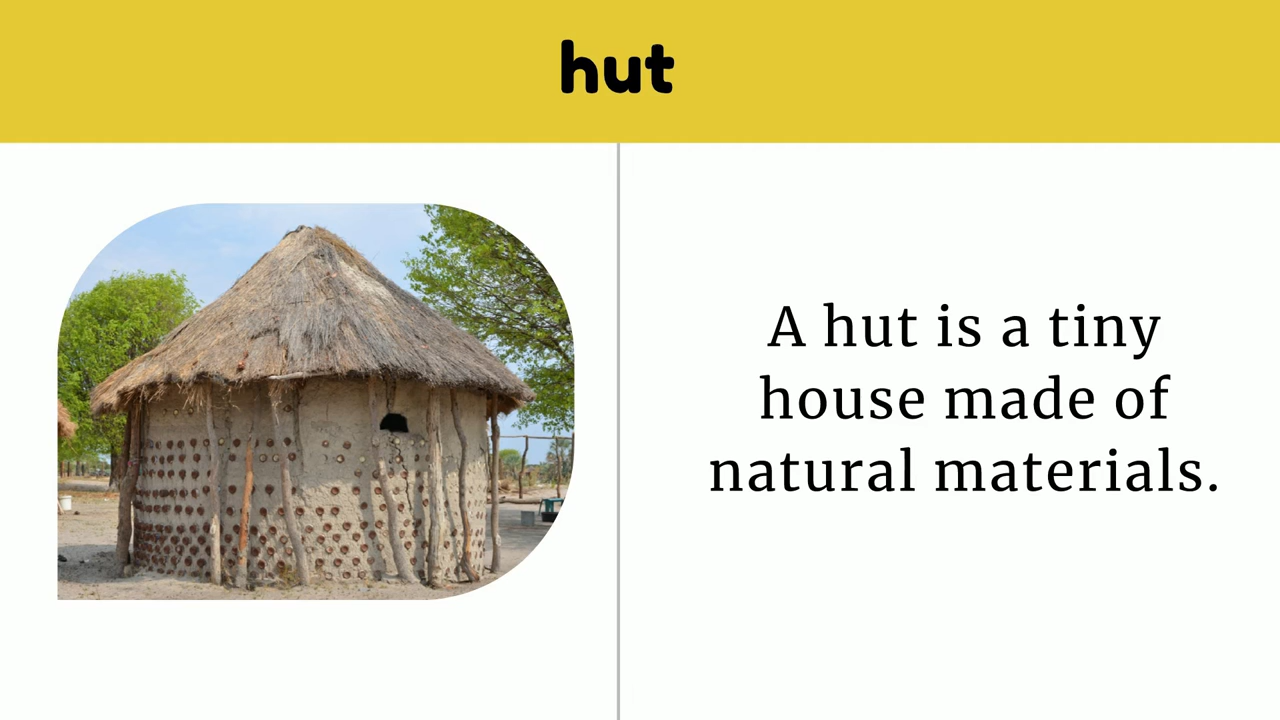 hut
A hut is a tiny
house made of
natural materials.